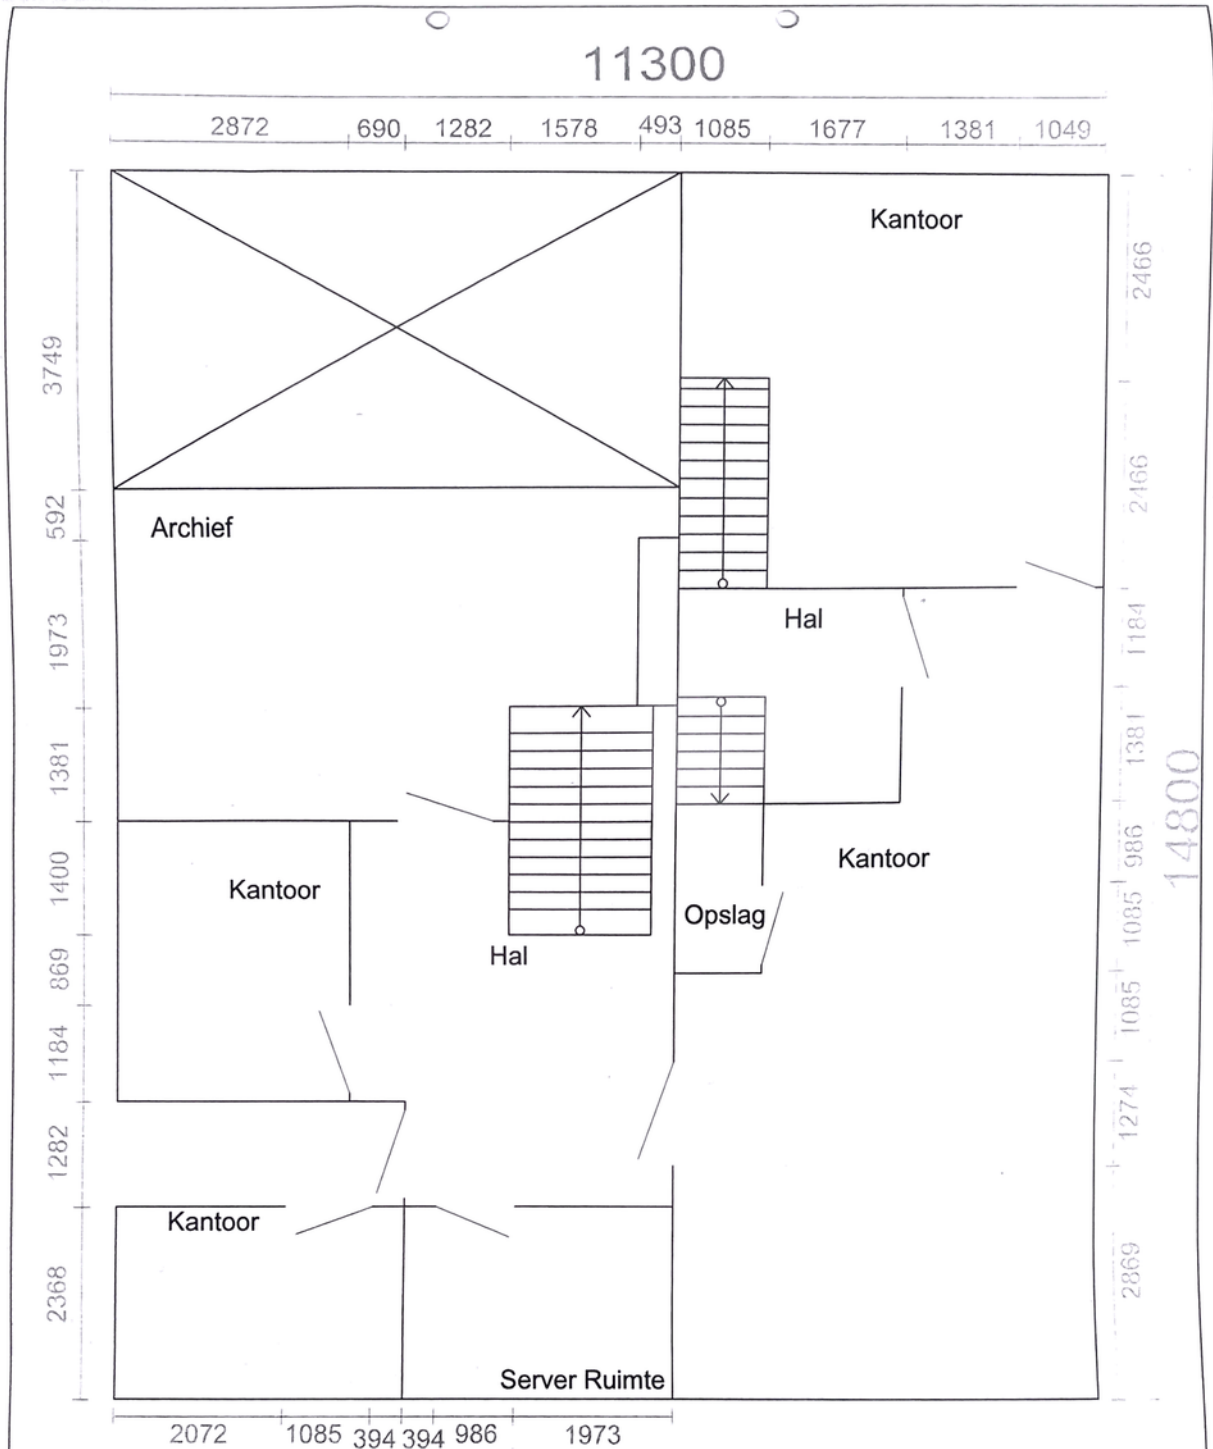 11300
2872 690 1282 1578 493 1085 1677 1381 1049
Kantoor
2466
3749
2466
592
Archief
1973
Hal
1184
1381
1381
14800
1400
Kantoor
Kantoor
986
Opslag
1085
869
Hal
1085
1184
1274
1282
Kantoor
2368
2869
Server Ruimte
2072 1085 394 394 986 1973